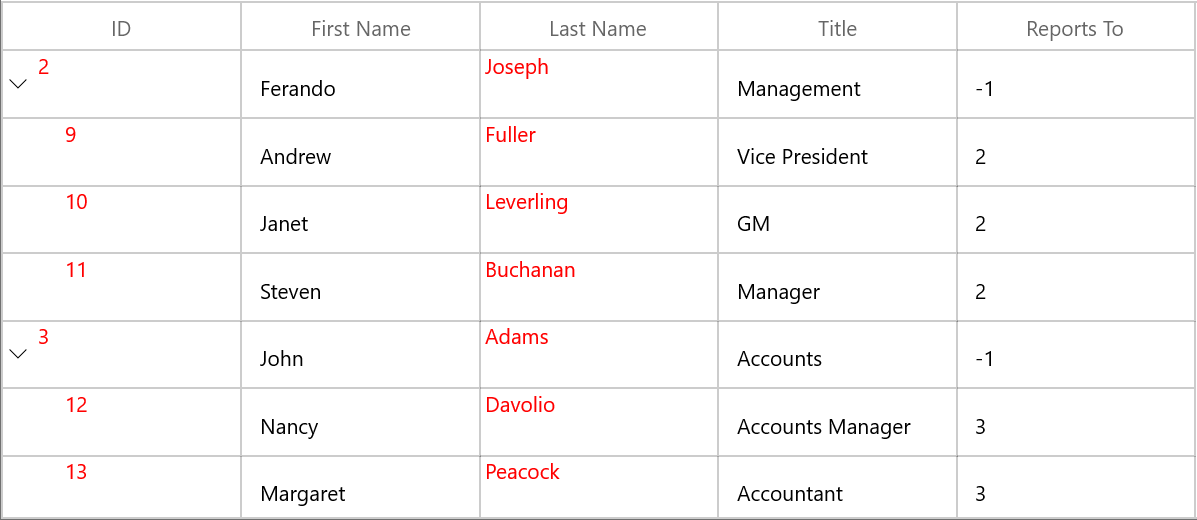 ID First Name Last Name Title Reports To
2 Ferando Joseph Management -1
9 Andrew Fuller Vice President 2
10 Janet Leverling GM 2
11 Steven Buchanan Manager 2
3 John Adams Accounts -1
12 Nancy Davolio Accounts Manager 3
13 Margaret Peacock Accountant 3